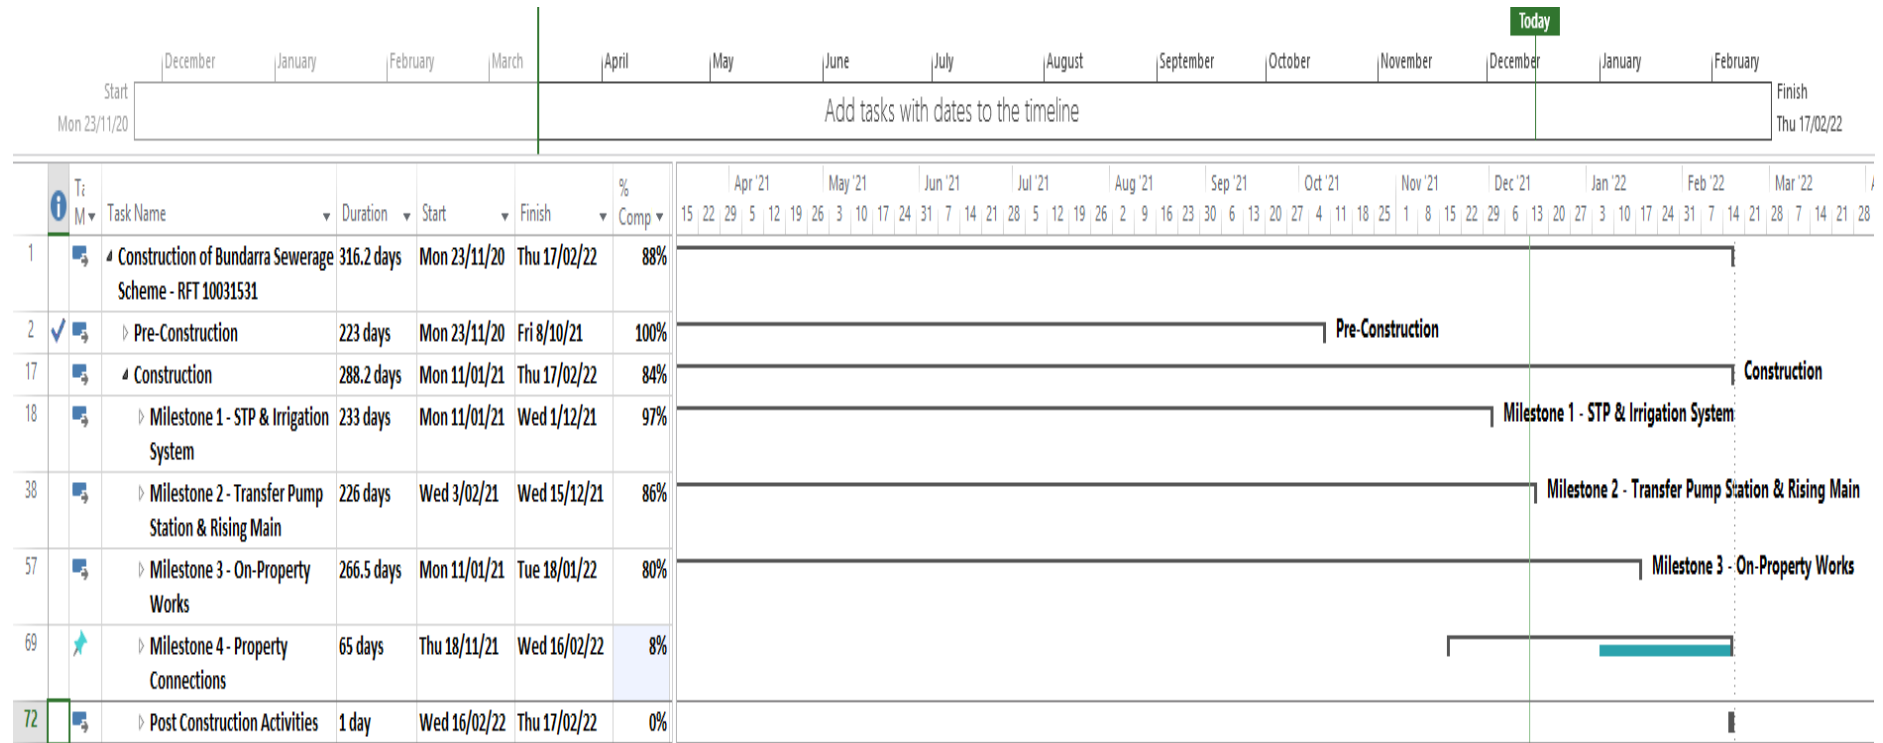 Today
December January February March April May June July August September October November December January February
Start
Mon 23/11/20
Add tasks with dates to the timeline
Finish
Thu 17/02/22
Ta M Task Name Duration Start Finish % Comp
Apr '21 May '21 Jun '21 Jul '21 Aug '21 Sep '21 Oct '21 Nov '21 Dec '21 Jan '22 Feb '22 Mar '22
15 22 29 5 12 19 26 3 10 17 24 31 7 14 21 28 5 12 19 26 2 9 16 23 30 6 13 20 27 4 11 18 25 1 8 15 22 29 6 13 20 27 3 10 17 24 31 7 14 21 28 7 14 21 28
1 Construction of Bundarra Sewerage 316.2 days Mon 23/11/20 Thu 17/02/22 88%
Scheme - RFT 10031531
2 Pre-Construction 223 days Mon 23/11/20 Fri 8/10/21 100% Pre-Construction
17 Construction 288.2 days Mon 11/01/21 Thu 17/02/22 84% Construction
18 Milestone 1 - STP & Irrigation 233 days Mon 11/01/21 Wed 1/12/21 97% Milestone 1 - STP & Irrigation System
System
38 Milestone 2 - Transfer Pump 226 days Wed 3/02/21 Wed 15/12/21 86% Milestone 2 - Transfer Pump Station & Rising Main
Station & Rising Main
57 Milestone 3 - On-Property 266.5 days Mon 11/01/21 Tue 18/01/22 80% Milestone 3 - On-Property Works
Works
69 Milestone 4 - Property 65 days Thu 18/11/21 Wed 16/02/22 8%
Connections
72 Post Construction Activities 1 day Wed 16/02/22 Thu 17/02/22 0%